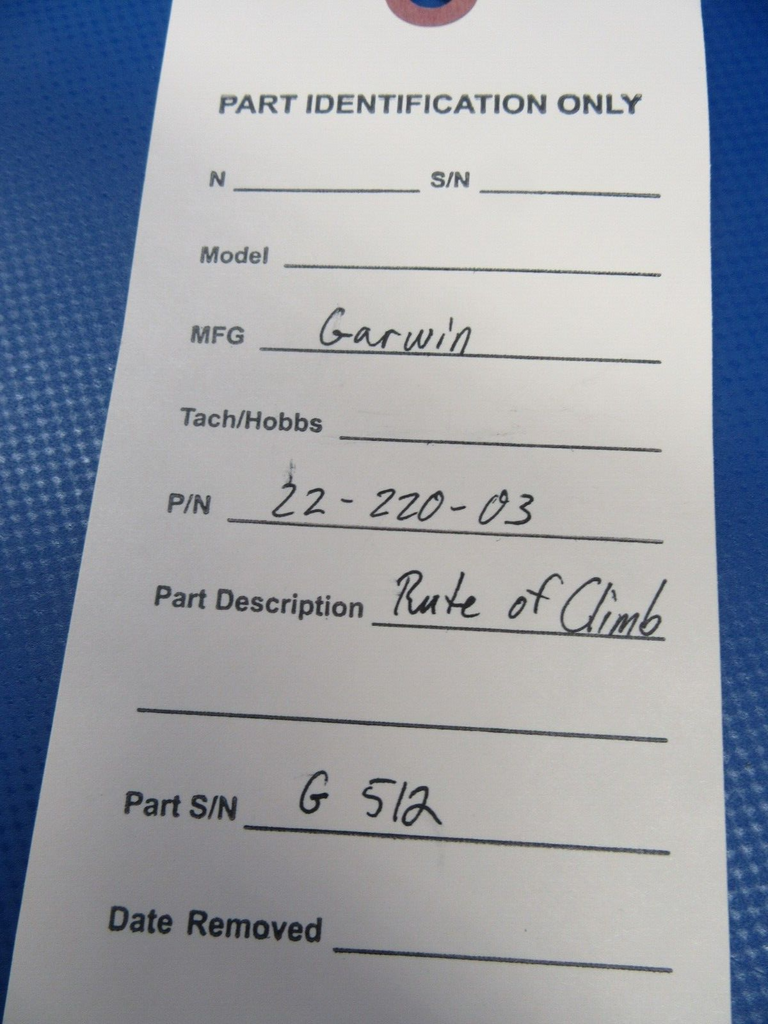 PART IDENTIFICATION ONLY
N S/N
Model
MFG Garwin
Tach/Hobbs
P/N 22-220-03
Part Description Rate of Climb
Part S/N G 512
Date Removed